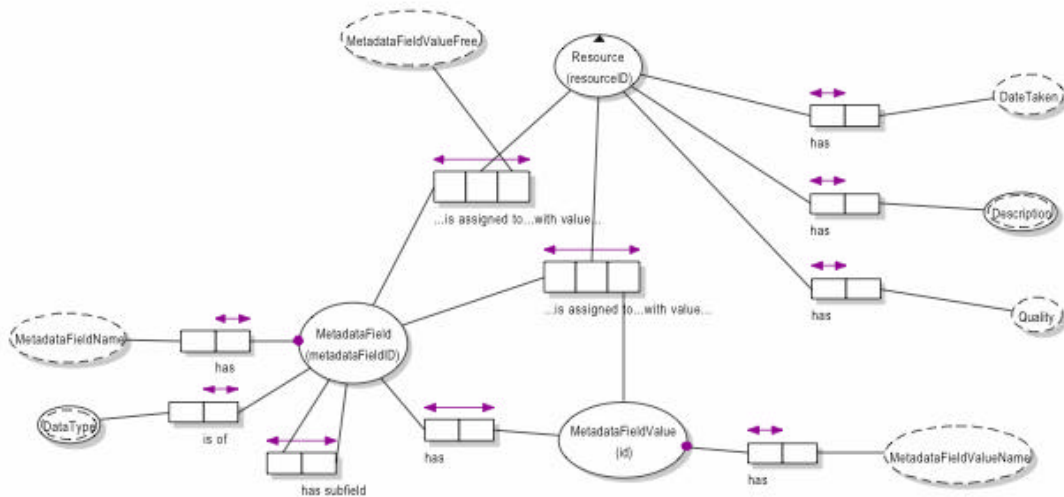 MetadataFieldValueFree
Resource
(resourceID)
DateTaken
has
...is assigned to...with value...
Description
has
...is assigned to...with value...
Quality
has
MetadataFieldName
has
MetadataField
(metadataFieldID)
DataType
is of
has subfield
has
MetadataFieldValue
(id)
has
MetadataFieldValueName